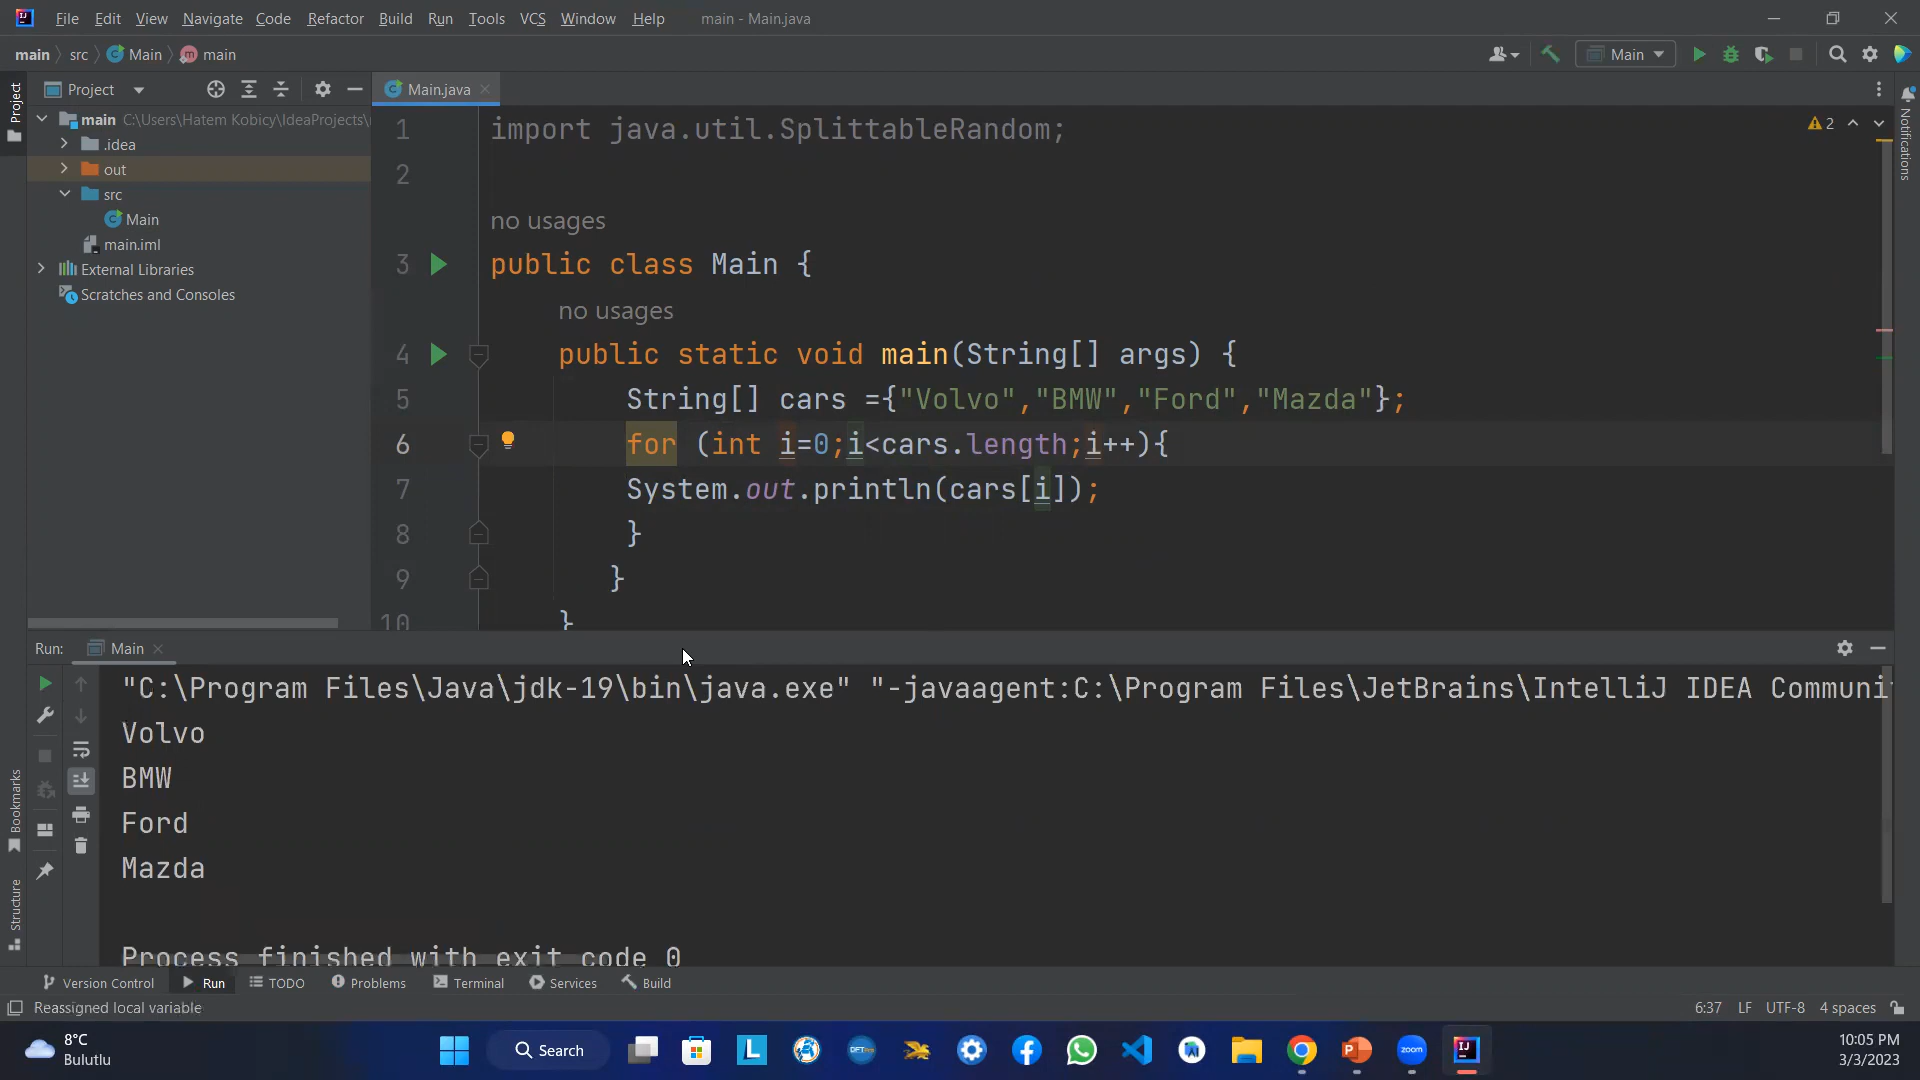 File Edit View Navigate Code Refactor Build Run Tools VCS Window Help main - Main.java
main src Main main
Main
Project
Main.java
Project
main C:\Users\Hatem Kobicy\IdeaProjects\
.idea
out
src
Main
main.iml
External Libraries
Scratches and Consoles
2
Notifications
1 import java.util.SplittableRandom;
2
no usages
3 public class Main {
no usages
4 public static void main(String[] args) {
5 String[] cars ={"Volvo","BMW","Ford","Mazda"};
6 for (int i=0;i<cars.length;i++){
7 System.out.println(cars[i]);
8 }
9 }
10 }
Run: Main
"C:\Program Files\Java\jdk-19\bin\java.exe" "-javaagent:C:\Program Files\JetBrains\IntelliJ IDEA Communi
Volvo
BMW
Ford
Mazda
Process finished with exit code 0
Bookmarks
Structure
Version Control Run TODO Problems Terminal Services Build
Reassigned local variable 6:37 LF UTF-8 4 spaces
8°C
Bulutlu
Search
L
DFT
zoom
10:05 PM
3/3/2023